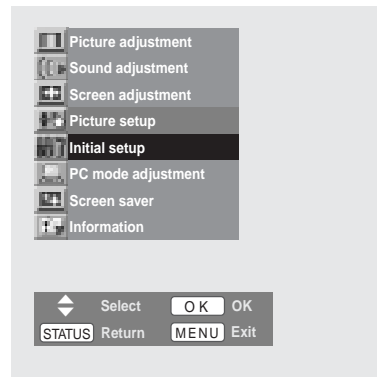 Picture adjustment
Sound adjustment
Screen adjustment
Picture setup
Initial setup
PC mode adjustment
Screen saver
Information
Select OK OK
STATUS Return MENU Exit